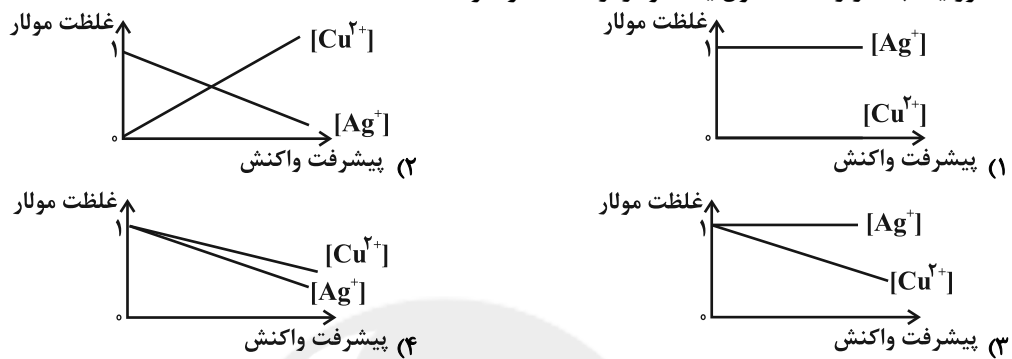 غلظت مولار
۱
[Ag⁺]
[Cu²⁺]
۰
پیشرفت واکنش
(۱
غلظت مولار
۱
[Cu²⁺]
[Ag⁺]
۰
پیشرفت واکنش
(۲
غلظت مولار
۱
[Ag⁺]
[Cu²⁺]
۰
پیشرفت واکنش
(۳
غلظت مولار
۱
[Cu²⁺]
[Ag⁺]
۰
پیشرفت واکنش
(۴